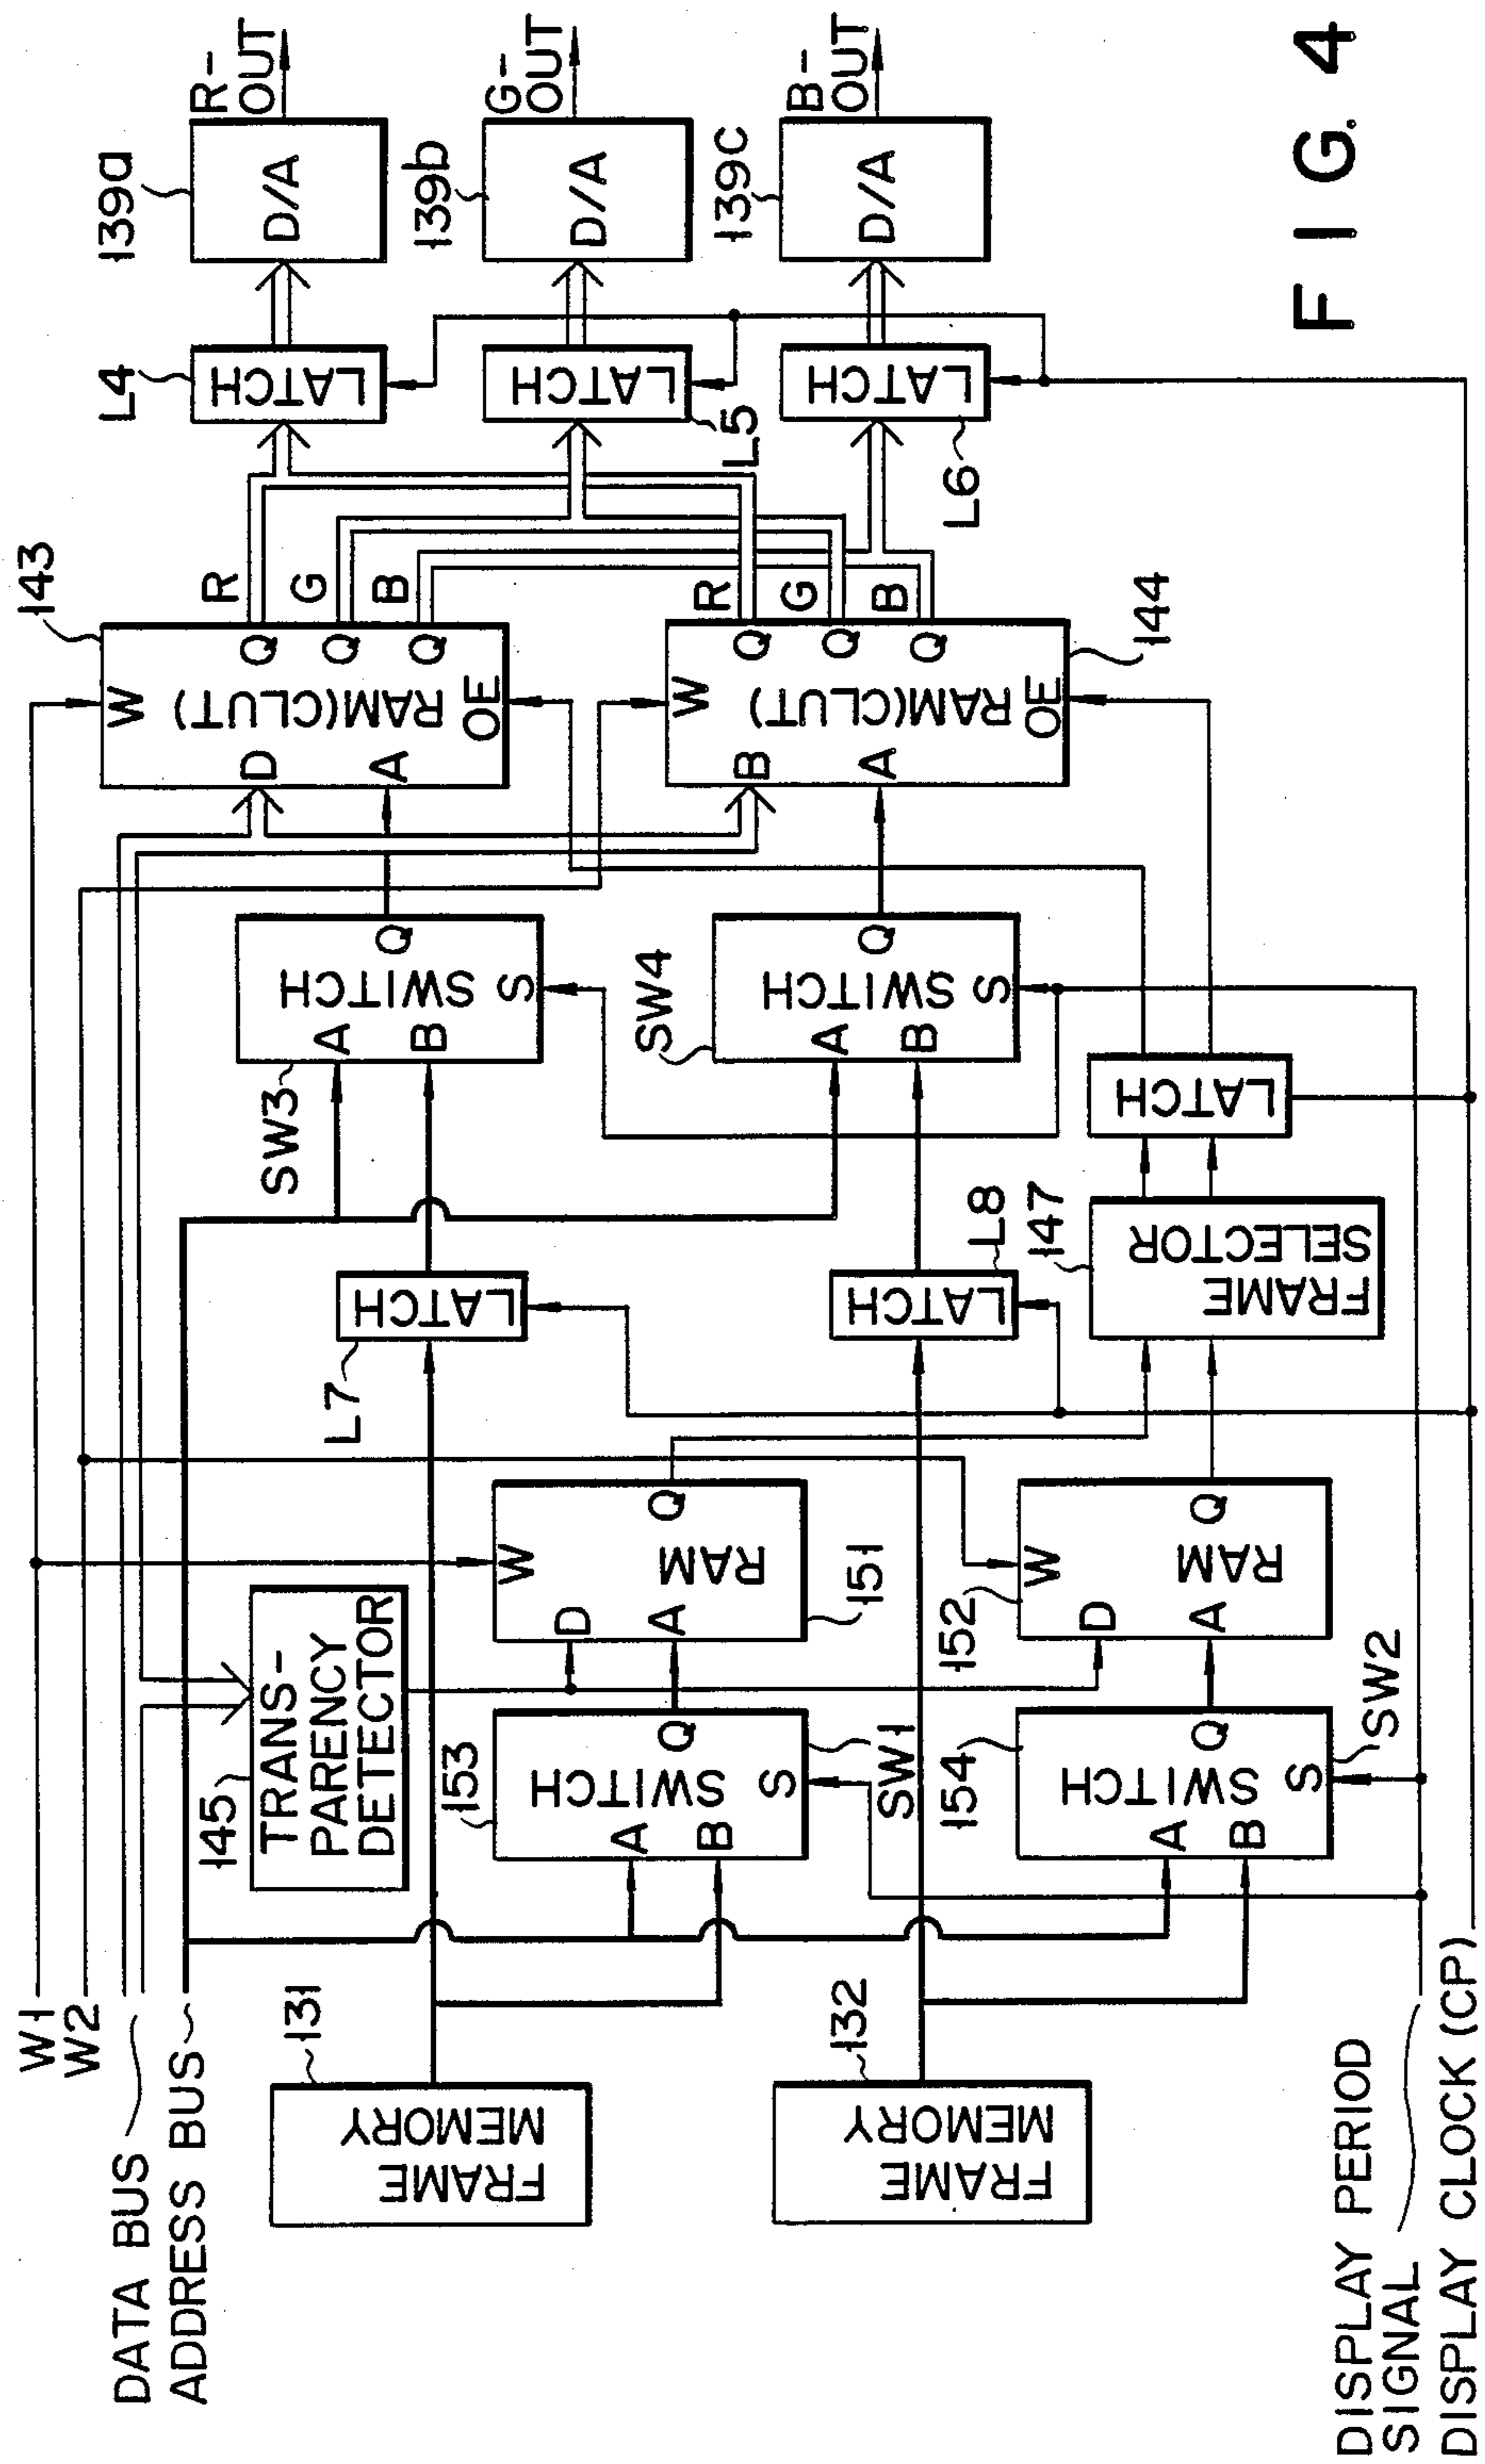 W1
W2
DATA BUS
ADDRESS BUS
FRAME
MEMORY
131
FRAME
MEMORY
132
145
TRANS-
PARENCY
DETECTOR
153
SWITCH
A
B
Q
S
SW1
154
SWITCH
A
B
Q
S
SW2
W
D
A
Q
RAM
151
152
W
D
A
Q
RAM
L7
LATCH
L8
LATCH
147
FRAME
SELECTOR
LATCH
SW3
A
B
SWITCH
Q
S
SW4
A
B
SWITCH
Q
S
143
W
D
A
RAM(CLUT)
Q
Q
Q
OE
R
G
B
144
W
B
A
RAM(CLUT)
Q
Q
Q
OE
R
G
B
L4
LATCH
L5
LATCH
L6
LATCH
139a
D/A
R-
OUT
139b
D/A
G-
OUT
139c
D/A
B-
OUT
DISPLAY PERIOD
SIGNAL
DISPLAY CLOCK (CP)
FIG. 4